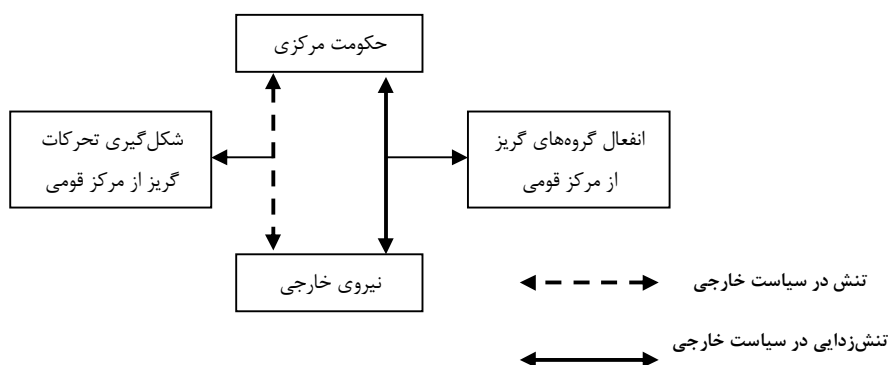 حکومت مرکزی
انفعال گروه‌های گریز
از مرکز قومی
شکل‌گیری تحرکات
گریز از مرکز قومی
نیروی خارجی
تنش در سیاست خارجی
تنش‌زدایی در سیاست خارجی